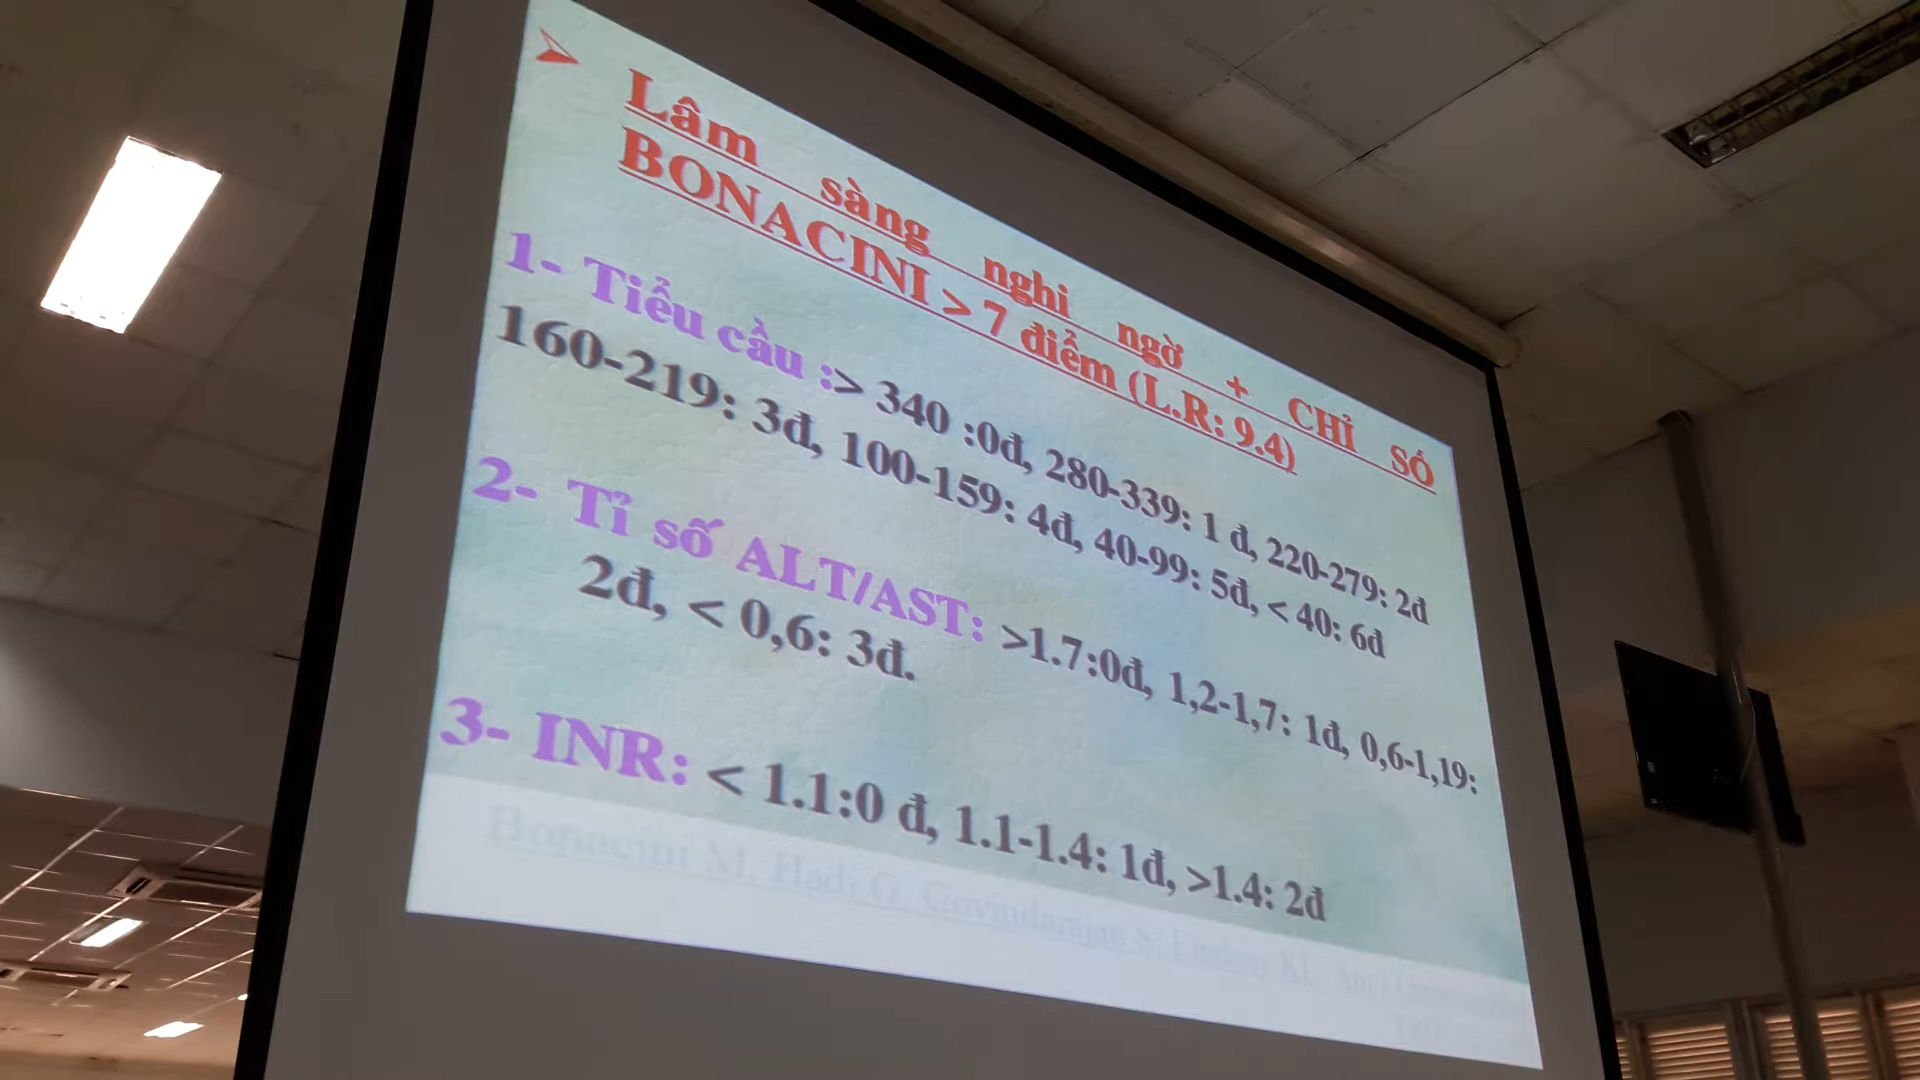 ➢ Lâm sàng nghi ngờ + CHỈ SỐ
BONACINI > 7 điểm (L.R: 9.4)
1- Tiểu cầu :> 340 :0đ, 280-339: 1 đ, 220-279: 2đ
160-219: 3đ, 100-159: 4đ, 40-99: 5đ, < 40: 6đ
2- Tỉ số ALT/AST: >1.7:0đ, 1,2-1,7: 1đ, 0,6-1,19:
2đ, < 0,6: 3đ.
3- INR: < 1.1:0 đ, 1.1-1.4: 1đ, >1.4: 2đ
Bonacini M, Hadi G, Govindarajan S,